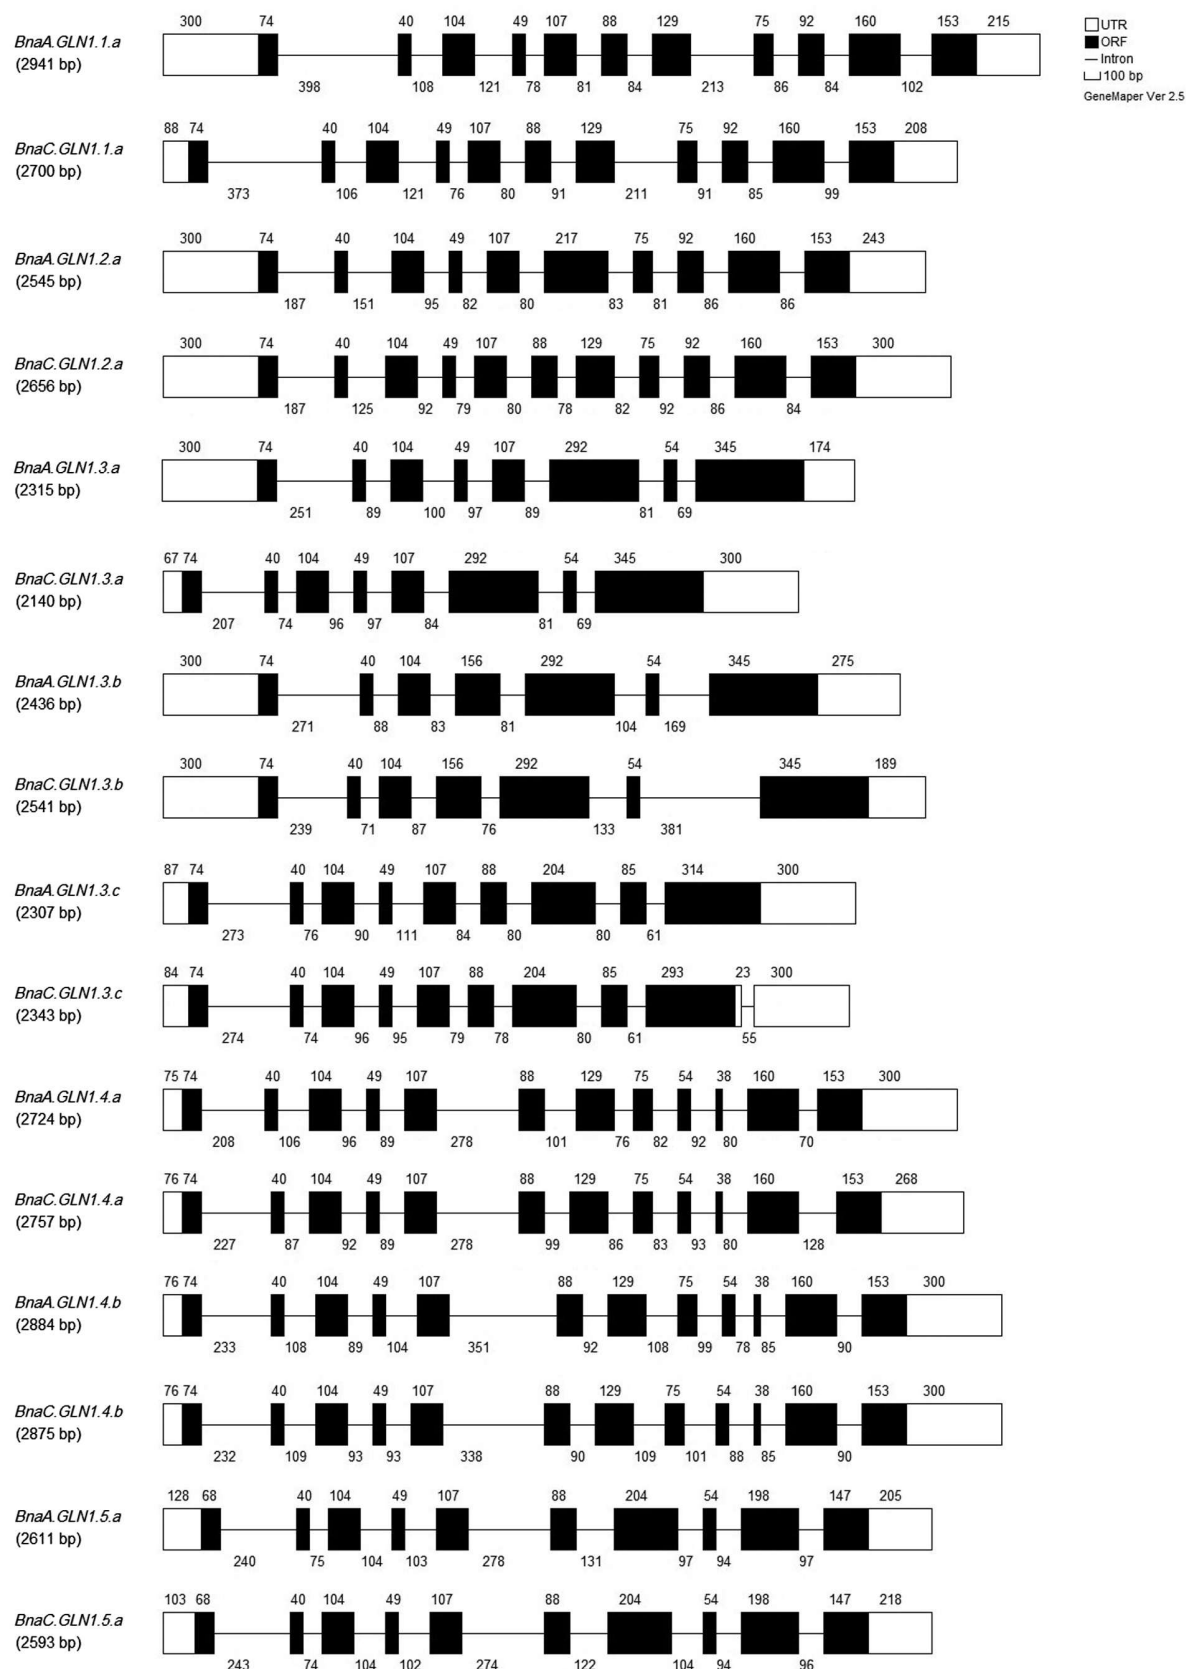 300 74 40 104 49 107 88 129 75 92 160 153 215
BnaA.GLN1.1.a
(2941 bp)
398 108 121 78 81 84 213 86 84 102
UTR
ORF
Intron
100 bp
GeneMaper Ver 2.5
88 74 40 104 49 107 88 129 75 92 160 153 208
BnaC.GLN1.1.a
(2700 bp)
373 106 121 76 80 91 211 91 85 99
300 74 40 104 49 107 217 75 92 160 153 243
BnaA.GLN1.2.a
(2545 bp)
187 151 95 82 80 83 81 86 86
300 74 40 104 49 107 88 129 75 92 160 153 300
BnaC.GLN1.2.a
(2656 bp)
187 125 92 79 80 78 82 92 86 84
300 74 40 104 49 107 292 54 345 174
BnaA.GLN1.3.a
(2315 bp)
251 89 100 97 89 81 69
67 74 40 104 49 107 292 54 345 300
BnaC.GLN1.3.a
(2140 bp)
207 74 96 97 84 81 69
300 74 40 104 156 292 54 345 275
BnaA.GLN1.3.b
(2436 bp)
271 88 83 81 104 169
300 74 40 104 156 292 54 345 189
BnaC.GLN1.3.b
(2541 bp)
239 71 87 76 133 381
87 74 40 104 49 107 88 204 85 314 300
BnaA.GLN1.3.c
(2307 bp)
273 76 90 111 84 80 80 61
84 74 40 104 49 107 88 204 85 293 23 300
BnaC.GLN1.3.c
(2343 bp)
274 74 96 95 79 78 80 61 55
75 74 40 104 49 107 88 129 75 54 38 160 153 300
BnaA.GLN1.4.a
(2724 bp)
208 106 96 89 278 101 76 82 92 80 70
76 74 40 104 49 107 88 129 75 54 38 160 153 268
BnaC.GLN1.4.a
(2757 bp)
227 87 92 89 278 99 86 83 93 80 128
76 74 40 104 49 107 88 129 75 54 38 160 153 300
BnaA.GLN1.4.b
(2884 bp)
233 108 89 104 351 92 108 99 78 85 90
76 74 40 104 49 107 88 129 75 54 38 160 153 300
BnaC.GLN1.4.b
(2875 bp)
232 109 93 93 338 90 109 101 88 85 90
128 68 40 104 49 107 88 204 54 198 147 205
BnaA.GLN1.5.a
(2611 bp)
240 75 104 103 278 131 97 94 97
103 68 40 104 49 107 88 204 54 198 147 218
BnaC.GLN1.5.a
(2593 bp)
243 74 104 102 274 122 104 94 96